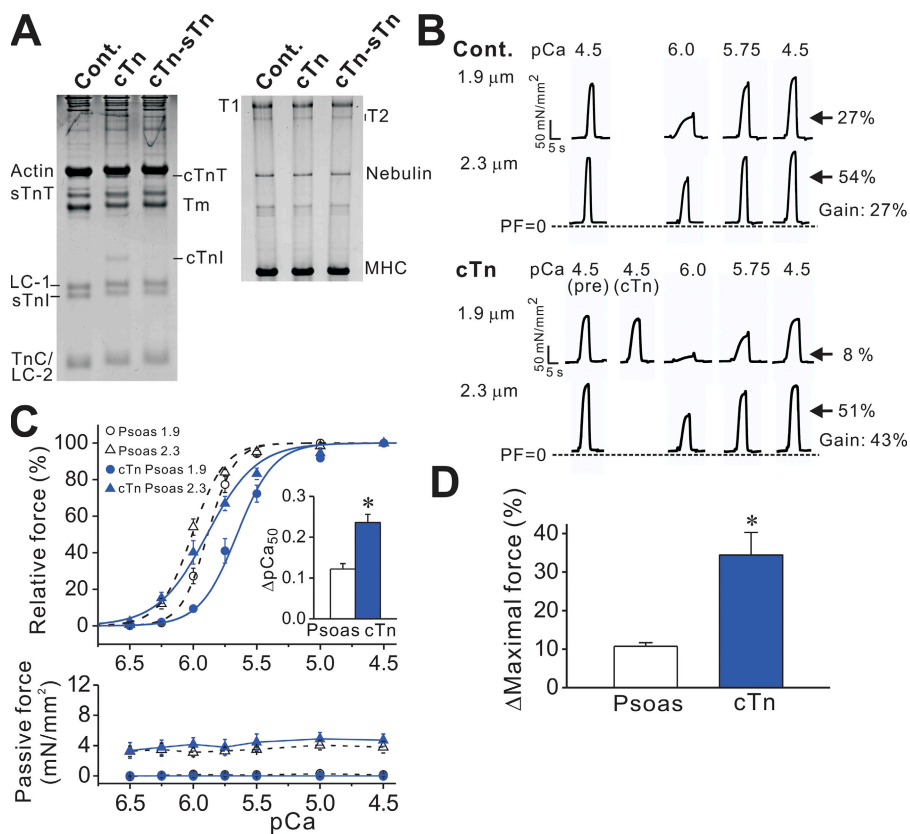 A
Cont.
cTn
cTn-sTn
Cont.
cTn
cTn-sTn
Actin
sTnT
LC-1
sTnI
TnC/
LC-2
cTnT
Tm
cTnI
T1
T2
Nebulin
MHC
B
Cont. pCa 4.5 6.0 5.75 4.5
1.9 μm
50 mN/mm²
5 s
27%
2.3 μm
54%
Gain: 27%
PF=0
cTn pCa 4.5 4.5 6.0 5.75 4.5
(pre) (cTn)
1.9 μm
50 mN/mm²
5 s
8 %
2.3 μm
51%
Gain: 43%
PF=0
C
Relative force (%)
100
80
60
40
20
0
Psoas 1.9
Psoas 2.3
cTn Psoas 1.9
cTn Psoas 2.3
ΔpCa50
0.3
0.2
0.1
0.0
*
Psoas cTn
6.5 6.0 5.5 5.0 4.5
Passive force
(mN/mm²)
12
8
4
0
6.5 6.0 5.5 5.0 4.5
pCa
D
ΔMaximal force (%)
40
30
20
10
0
*
Psoas cTn